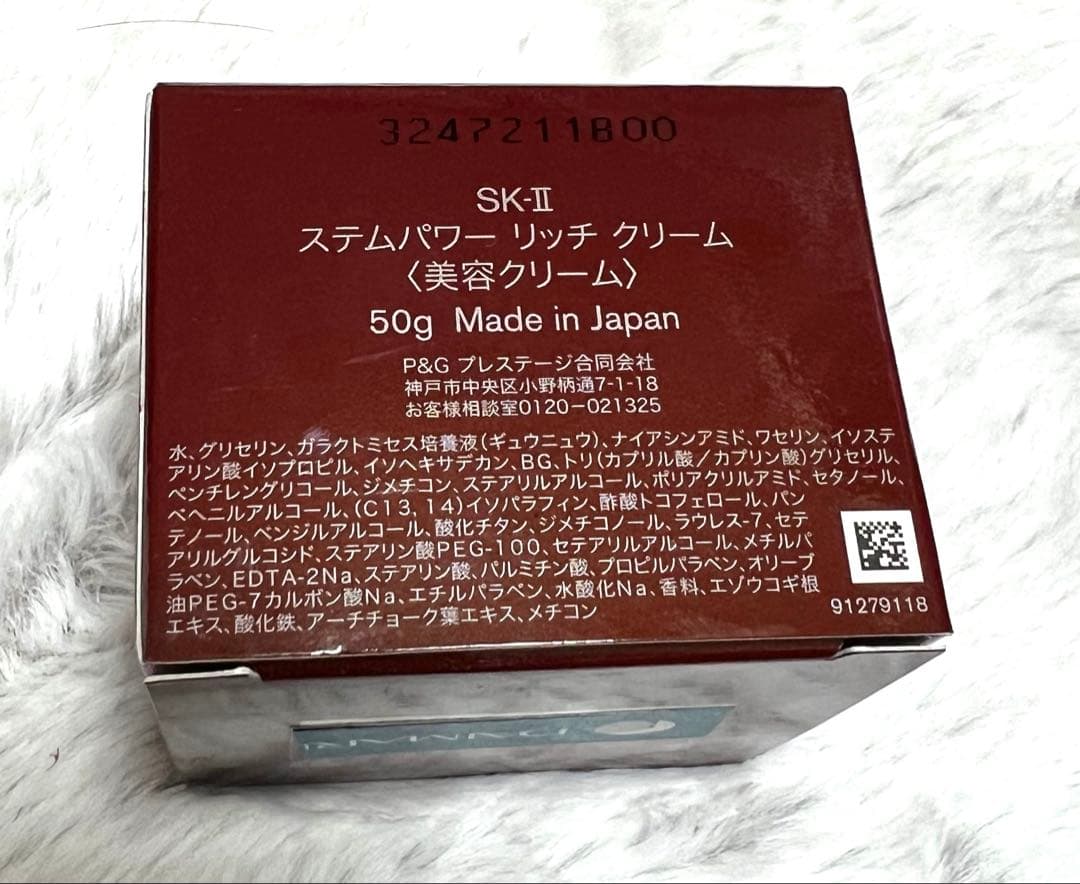 3247211B00
SK-II
ステムパワー リッチ クリーム
〈美容クリーム〉
50g Made in Japan
P&G プレステージ合同会社
神戸市中央区小野柄通7-1-18
お客様相談室0120-021325
水、グリセリン、ガラクトミセス培養液(ギュウニュウ)、ナイアシンアミド、ワセリン、イソステ
アリン酸イソプロピル、イソヘキサデカン、BG、トリ(カプリル酸/カプリン酸)グリセリル、
ペンチレングリコール、ジメチコン、ステアリルアルコール、ポリアクリルアミド、セタノール、
ベヘニルアルコール、(C13, 14)イソパラフィン、酢酸トコフェロール、パン
テノール、ベンジルアルコール、酸化チタン、ジメチコノール、ラウレス-7、セテ
アリルグルコシド、ステアリン酸PEG-100、セテアリルアルコール、メチルパ
ラベン、EDTA-2Na、ステアリン酸、パルミチン酸、プロピルパラベン、オリーブ
油PEG-7カルボン酸Na、エチルパラベン、水酸化Na、香料、エゾウコギ根
エキス、酸化鉄、アーチチョーク葉エキス、メチコン
91279118